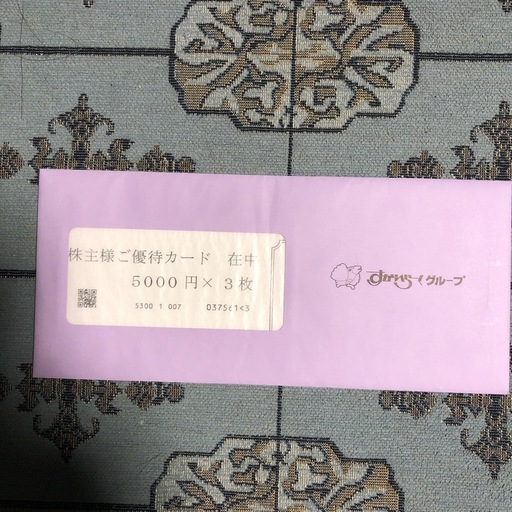 株主様ご優待カード 在中
5000円×3枚
5300 1 007 037561<3
すかいらーくグループ